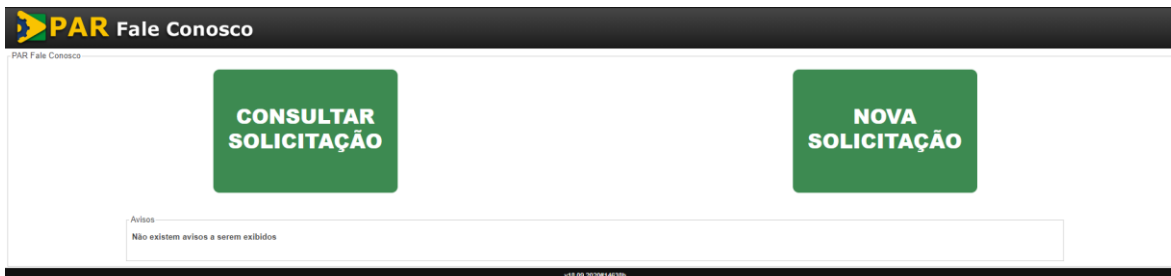 PAR Fale Conosco
PAR Fale Conosco
CONSULTAR
SOLICITAÇÃO
NOVA
SOLICITAÇÃO
Avisos
Não existem avisos a serem exibidos